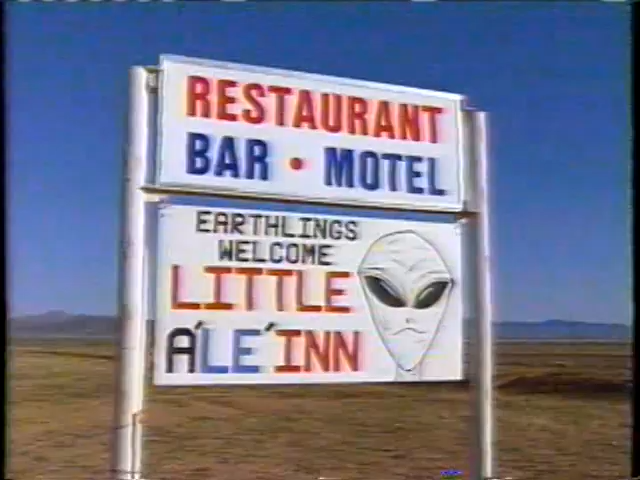 RESTAURANT
BAR • MOTEL
EARTHLINGS
WELCOME
LITTLE
A'LE'INN